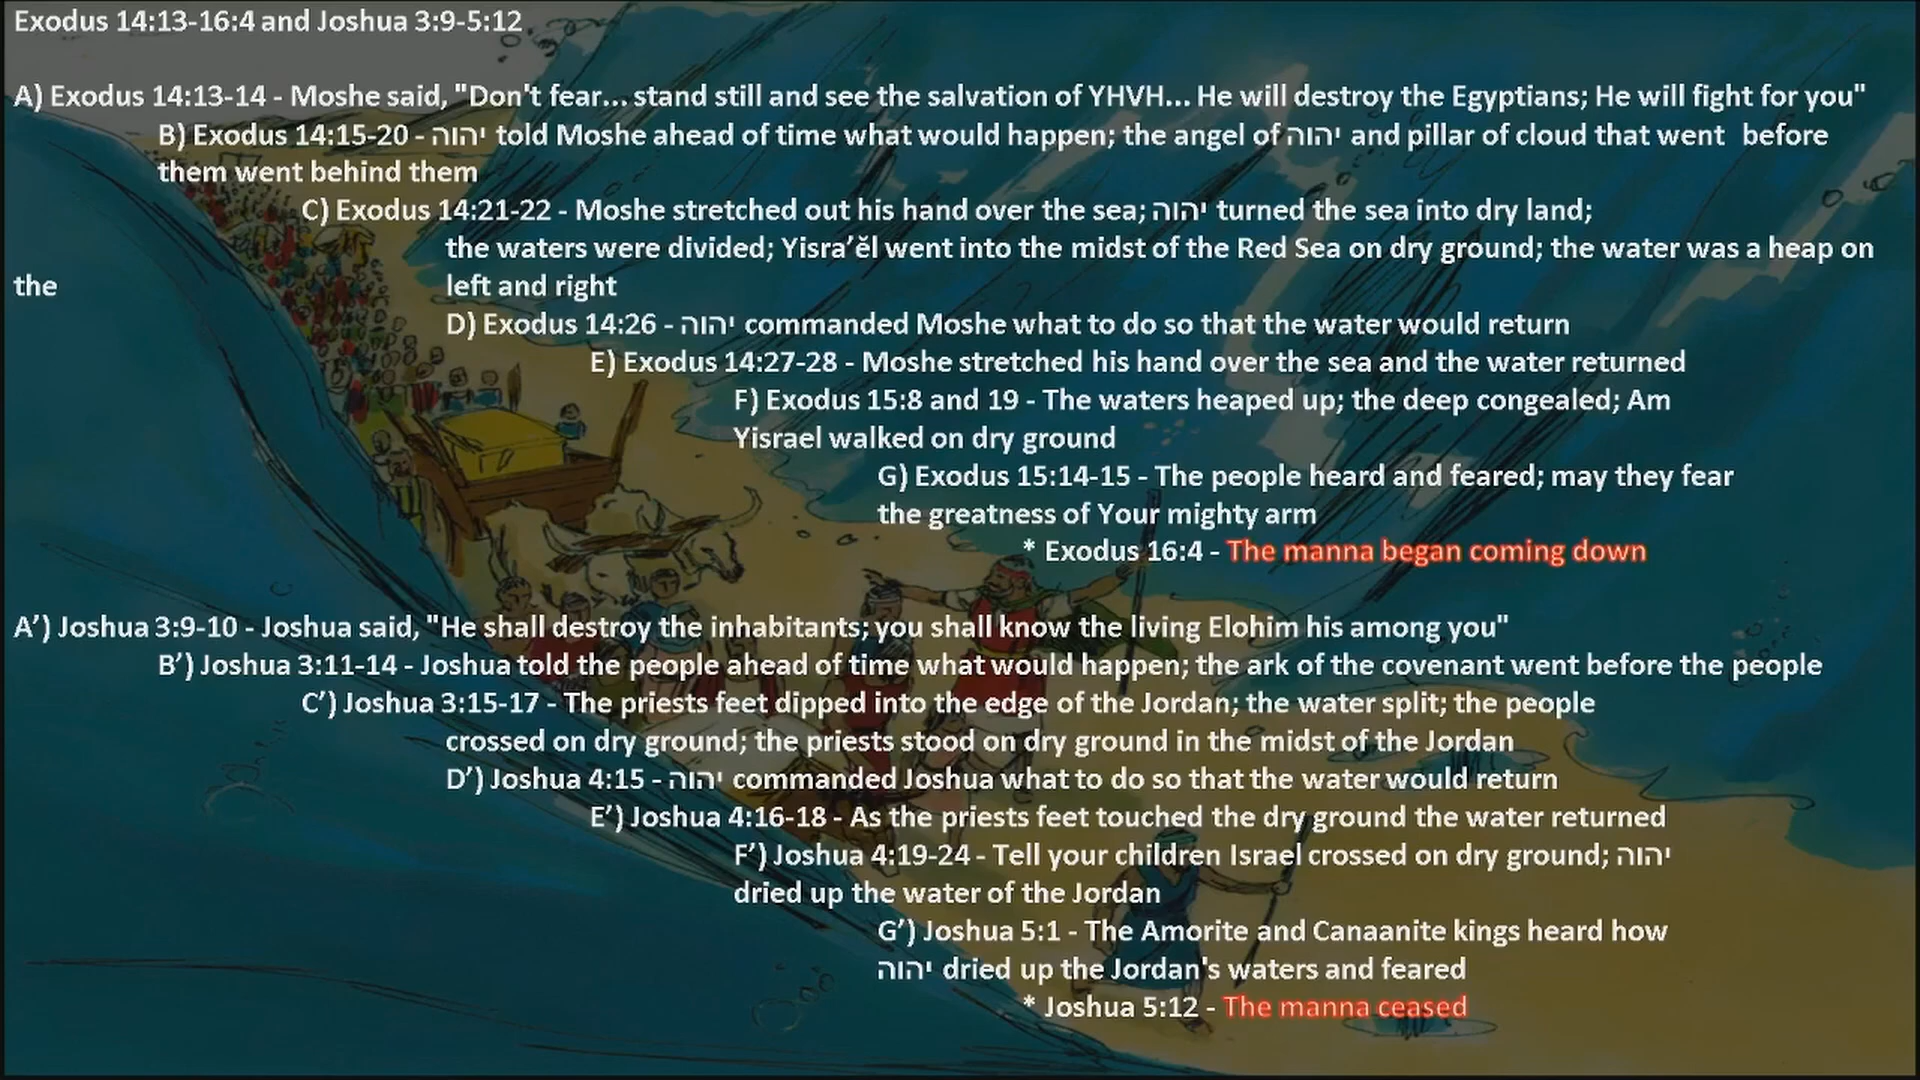 Exodus 14:13-16:4 and Joshua 3:9-5:12
A) Exodus 14:13-14 - Moshe said, "Don't fear... stand still and see the salvation of YHVH... He will destroy the Egyptians; He will fight for you"
B) Exodus 14:15-20 - יהוה told Moshe ahead of time what would happen; the angel of יהוה and pillar of cloud that went before
them went behind them
C) Exodus 14:21-22 - Moshe stretched out his hand over the sea; יהוה turned the sea into dry land;
the waters were divided; Yisra’ĕl went into the midst of the Red Sea on dry ground; the water was a heap on
the left and right
D) Exodus 14:26 - יהוה commanded Moshe what to do so that the water would return
E) Exodus 14:27-28 - Moshe stretched his hand over the sea and the water returned
F) Exodus 15:8 and 19 - The waters heaped up; the deep congealed; Am
Yisrael walked on dry ground
G) Exodus 15:14-15 - The people heard and feared; may they fear
the greatness of Your mighty arm
* Exodus 16:4 - The manna began coming down
A’) Joshua 3:9-10 - Joshua said, "He shall destroy the inhabitants; you shall know the living Elohim his among you"
B’) Joshua 3:11-14 - Joshua told the people ahead of time what would happen; the ark of the covenant went before the people
C’) Joshua 3:15-17 - The priests feet dipped into the edge of the Jordan; the water split; the people
crossed on dry ground; the priests stood on dry ground in the midst of the Jordan
D’) Joshua 4:15 - יהוה commanded Joshua what to do so that the water would return
E’) Joshua 4:16-18 - As the priests feet touched the dry ground the water returned
F’) Joshua 4:19-24 - Tell your children Israel crossed on dry ground; יהוה
dried up the water of the Jordan
G’) Joshua 5:1 - The Amorite and Canaanite kings heard how
יהוה dried up the Jordan's waters and feared
* Joshua 5:12 - The manna ceased